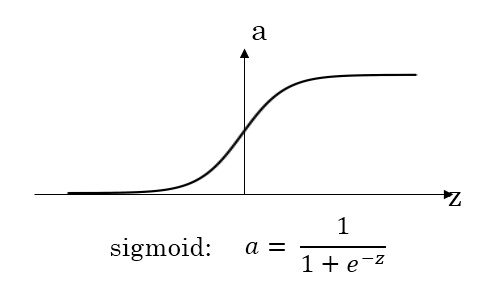 a
z
sigmoid: a = 1 / (1 + e^{-z})